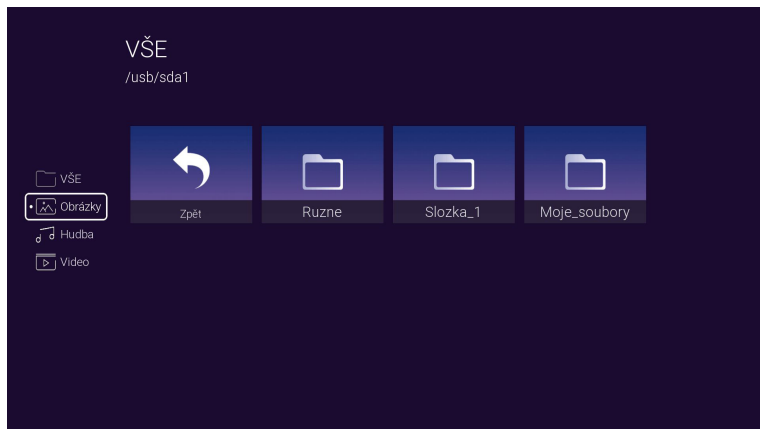 VŠE
/usb/sda1
VŠE
Obrázky
Hudba
Video
Zpět
Ruzne
Slozka_1
Moje_soubory